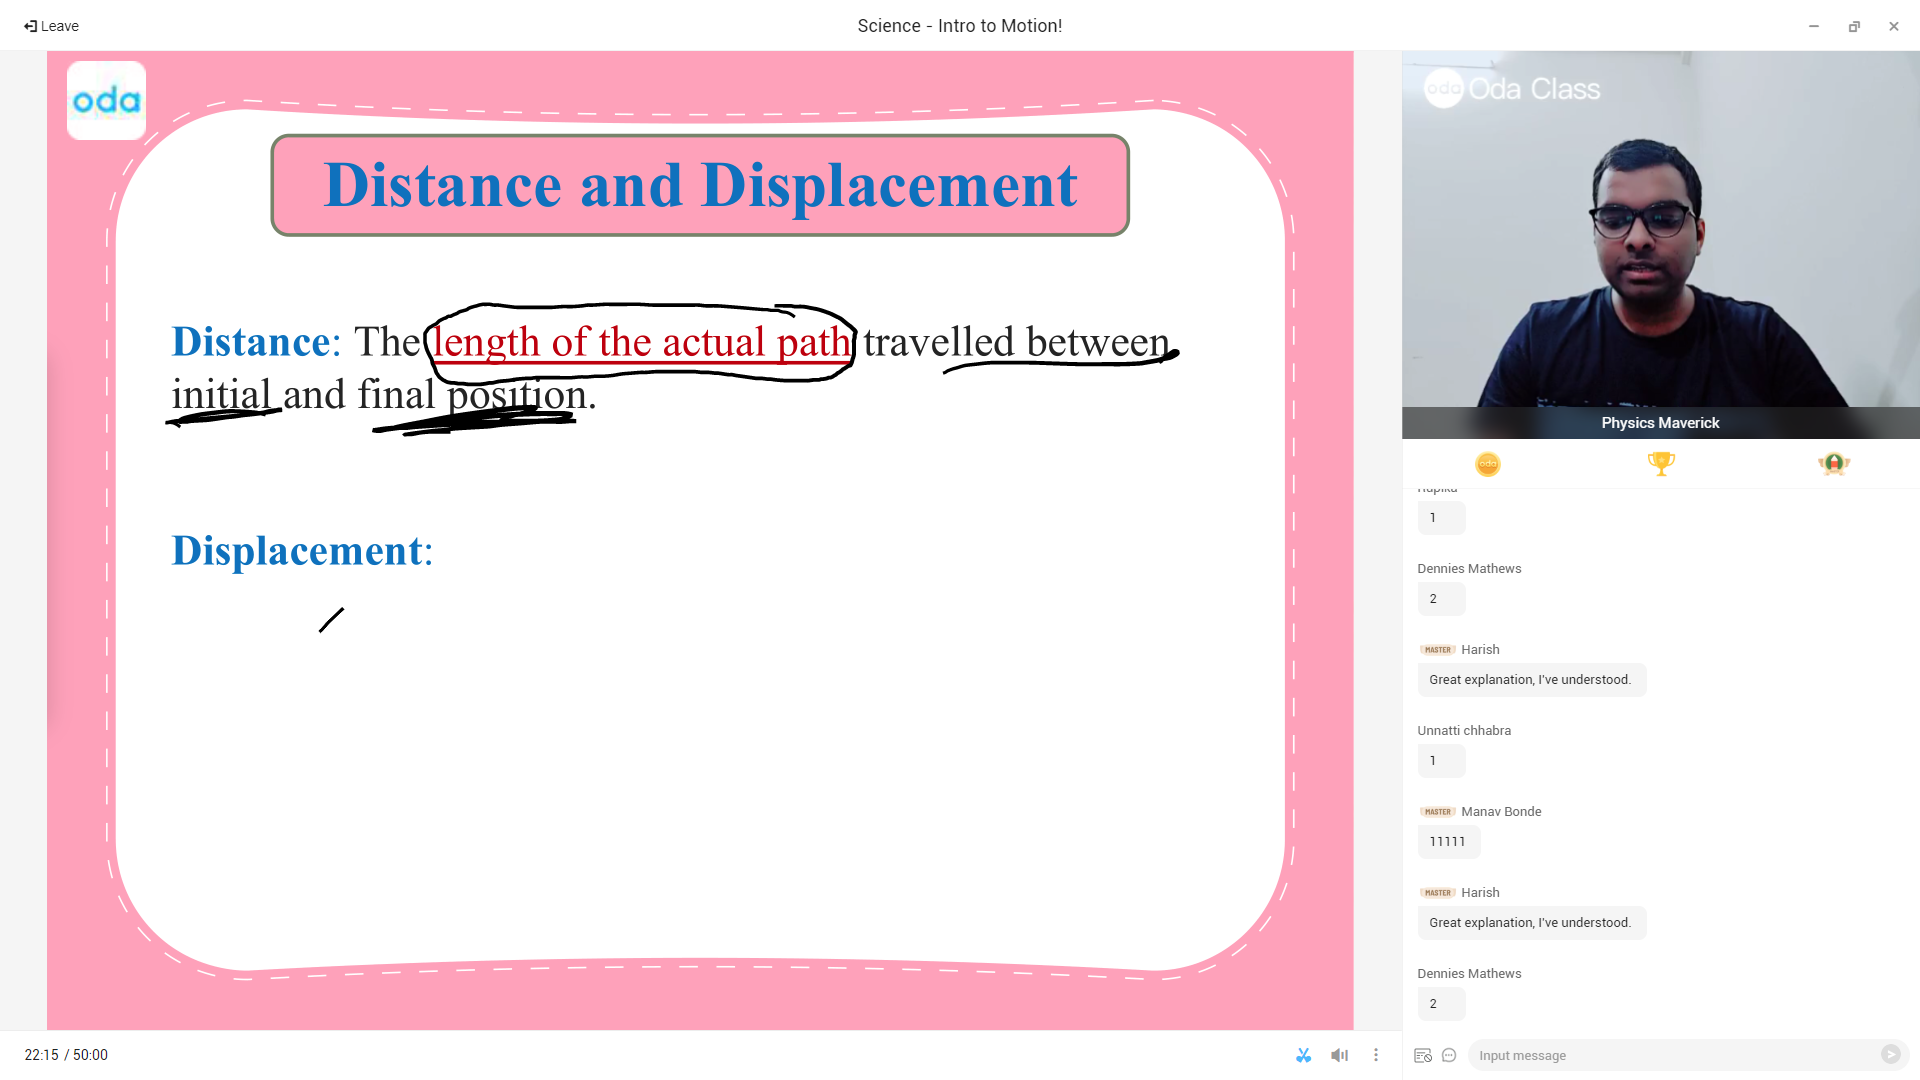 Leave
Science - Intro to Motion!
oda
Distance and Displacement
Distance: The length of the actual path travelled between
initial and final position.
Displacement:
22:15 / 50:00
oda Oda Class
Physics Maverick
oda
1
Dennies Mathews
2
MASTER Harish
Great explanation, I've understood.
Unnatti chhabra
1
MASTER Manav Bonde
11111
MASTER Harish
Great explanation, I've understood.
Dennies Mathews
2
Input message